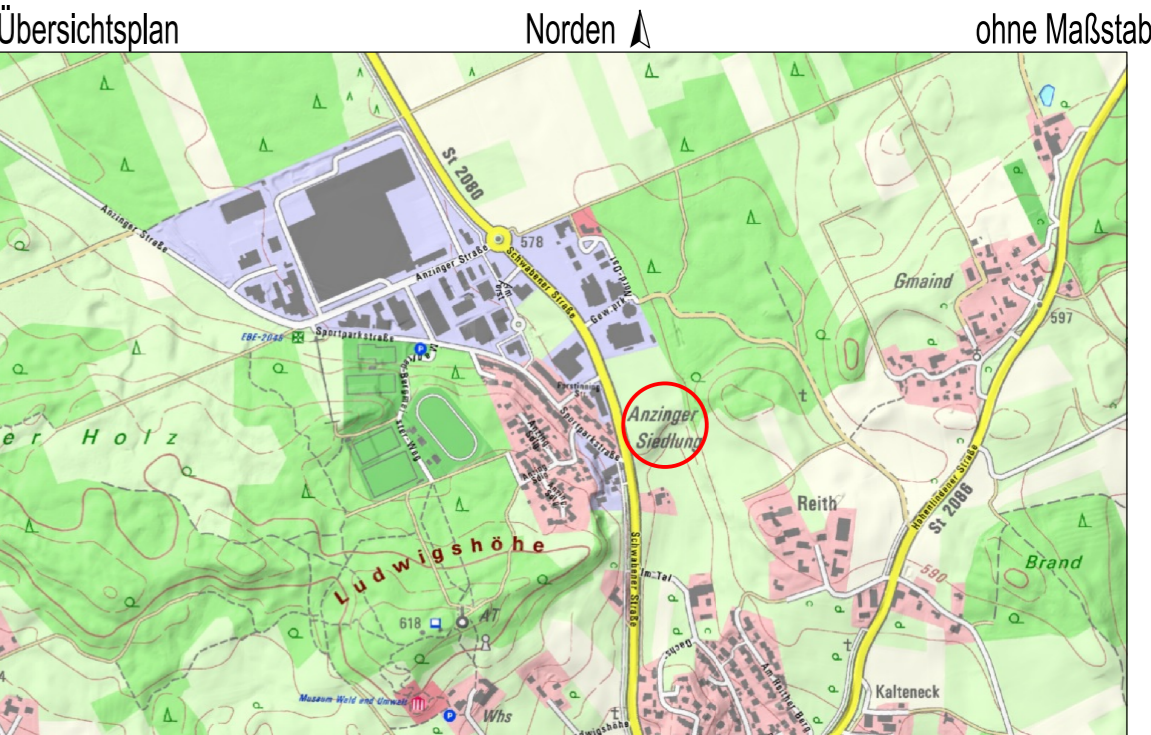 Übersichtsplan
Norden
ohne Maßstab
St 2080
Anzinger Straße
578
Anzinger Straße
Schwabener Straße
Gmaind
597
EBE-2048
Sportparkstraße
Anzinger
Siedlung
Sportparkstraße
er Holz
Hohenlindener Straße
St 2086
Reith
Ludwigshöhe
Brand
Schwabener Straße
Im Tal
590
618
AT
Am Reither Berg
Kalteneck
Museum Wald und Umwelt
Whs